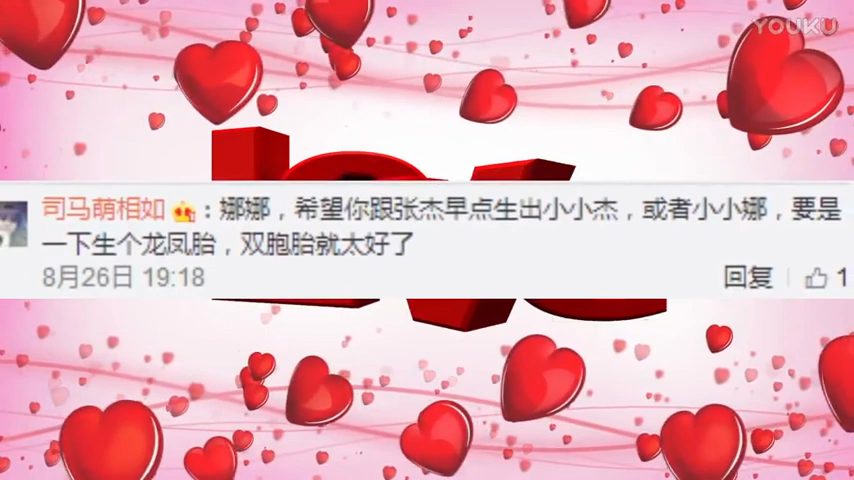 YOUKU
司马萌相如：娜娜，希望你跟张杰早点生出小小杰，或者小小娜，要是
一下生个龙凤胎，双胞胎就太好了
8月26日 19:18 回复 1